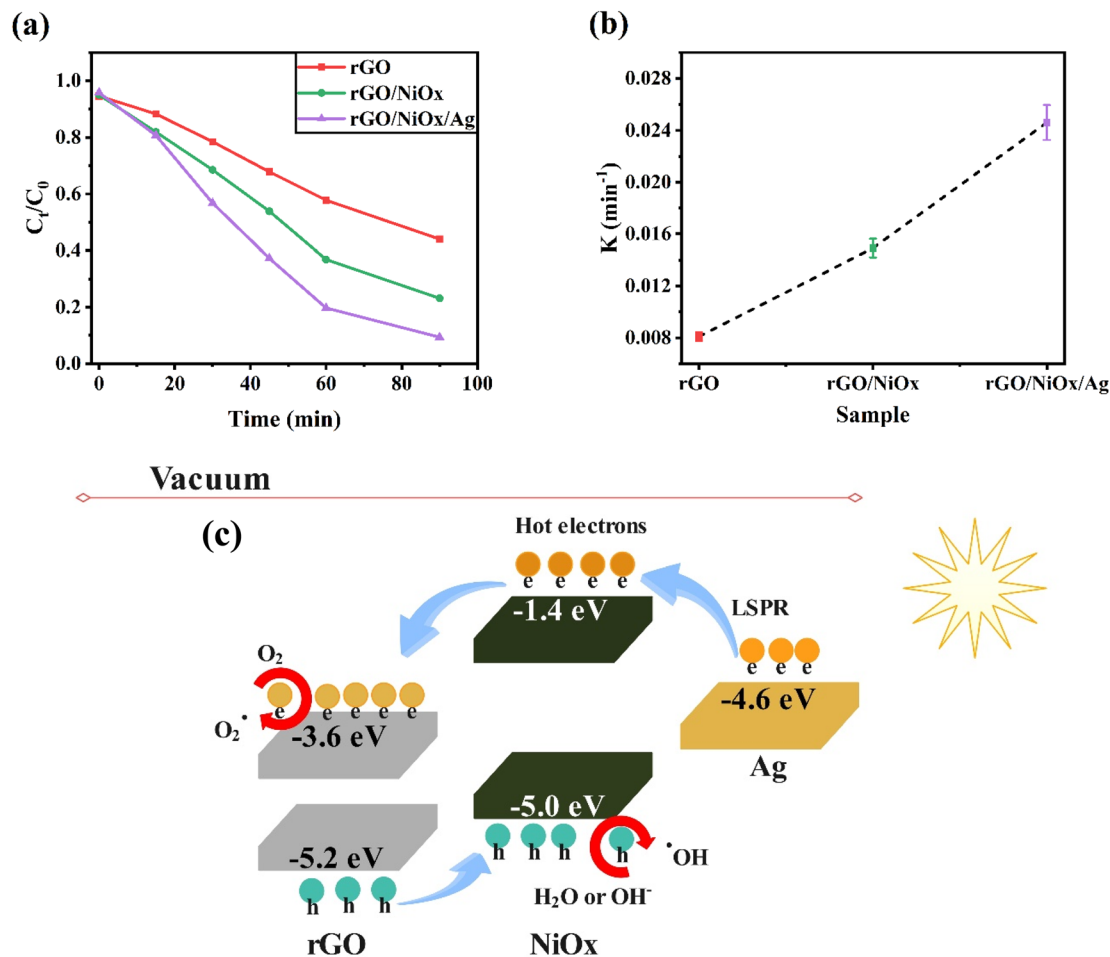 (a)
1.0
0.8
0.6
0.4
0.2
0.0
Cₜ/C₀
0 20 40 60 80 100
Time (min)
rGO
rGO/NiOx
rGO/NiOx/Ag
(b)
0.028
0.024
0.020
0.016
0.012
0.008
K (min⁻¹)
rGO rGO/NiOx rGO/NiOx/Ag
Sample
Vacuum
(c)
Hot electrons
e e e e
-1.4 eV
LSPR
e e e
-4.6 eV
Ag
O₂
e e e e e
O₂˙
-3.6 eV
-5.0 eV
h h h h
˙OH
H₂O or OH⁻
-5.2 eV
h h h
rGO
NiOx